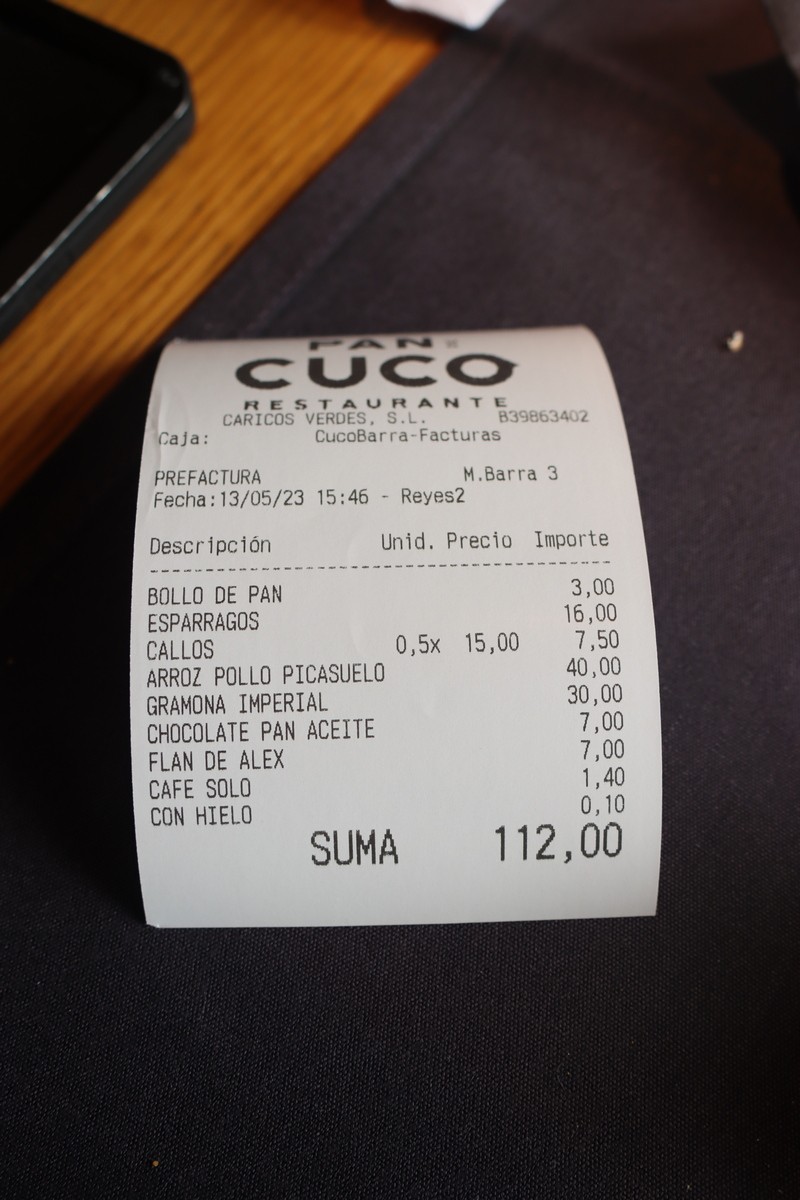 PAN
CUCO
RESTAURANTE
CARICOS VERDES, S.L. B39863402
Caja: CucoBarra-Facturas
PREFACTURA M.Barra 3
Fecha:13/05/23 15:46 - Reyes2
Descripción Unid. Precio Importe
BOLLO DE PAN 3,00
ESPARRAGOS 16,00
CALLOS 0,5x 15,00 7,50
ARROZ POLLO PICASUELO 40,00
GRAMONA IMPERIAL 30,00
CHOCOLATE PAN ACEITE 7,00
FLAN DE ALEX 7,00
CAFE SOLO 1,40
CON HIELO 0,10
SUMA 112,00